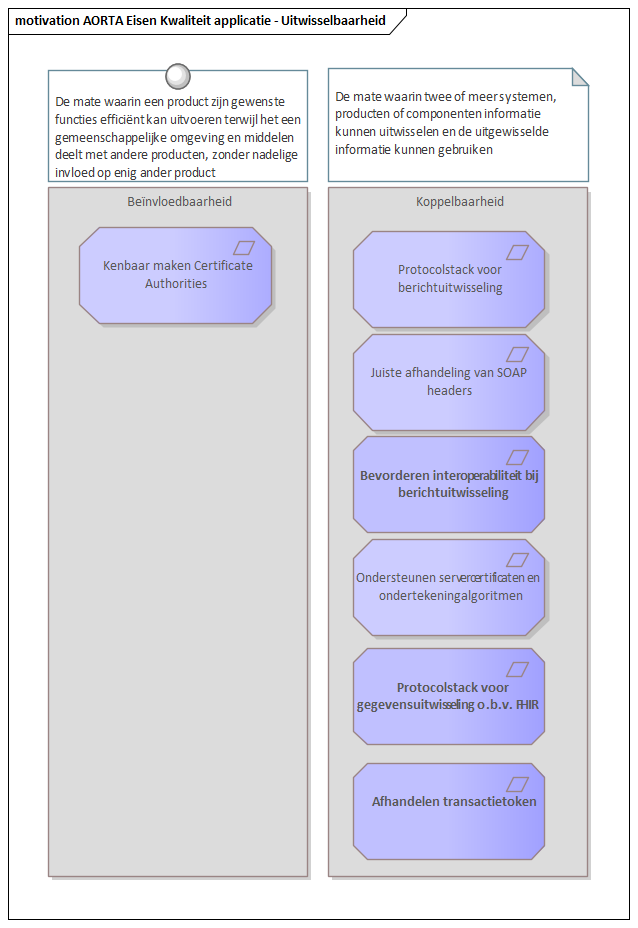 motivation AORTA Eisen Kwaliteit applicatie - Uitwisselbaarheid
De mate waarin een product zijn gewenste
functies efficiënt kan uitvoeren terwijl het een
gemeenschappelijke omgeving en middelen
deelt met andere producten, zonder nadelige
invloed op enig ander product
De mate waarin twee of meer systemen,
producten of componenten informatie
kunnen uitwisselen en de uitgewisselde
informatie kunnen gebruiken
Beïnvloedbaarheid
Kenbaar maken Certificate
Authorities
Koppelbaarheid
Protocolstack voor
berichtuitwisseling
Juiste afhandeling van SOAP
headers
Bevorderen interoperabiliteit bij
berichtuitwisseling
Ondersteunen servercertificaten en
ondertekeningalgoritmen
Protocolstack voor
gegevensuitwisseling o.b.v. FHIR
Afhandelen transactietoken